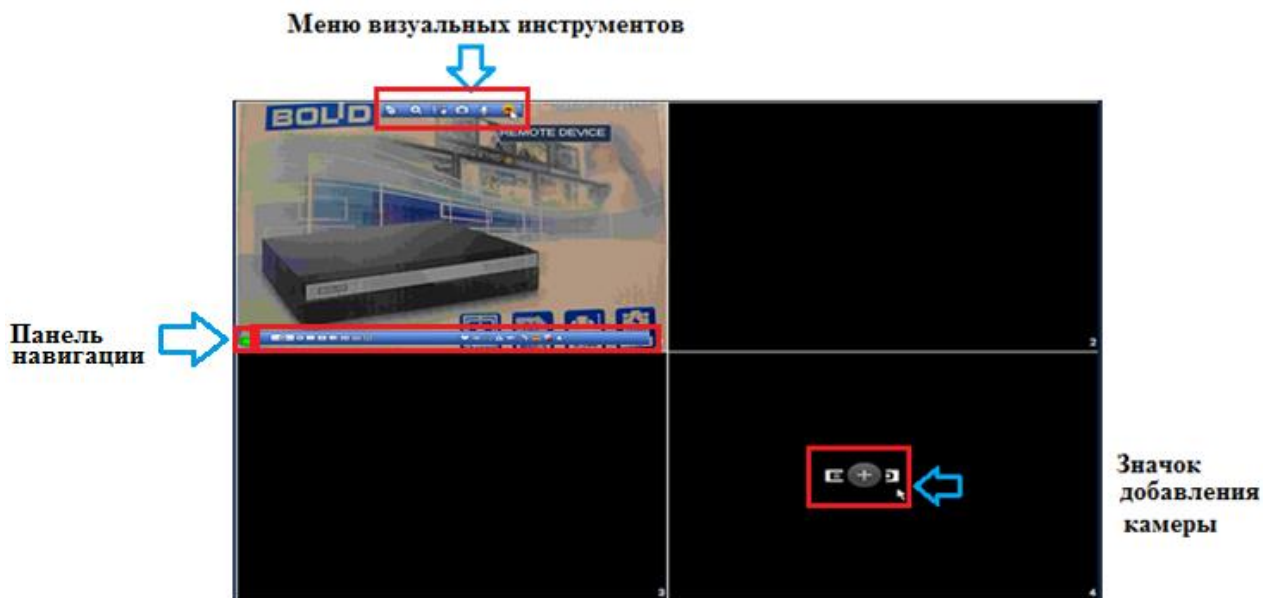 Меню визуальных инструментов
BOLID
REMOTE DEVICE
Панель
навигации
2
Значок
добавления
камеры
3
4